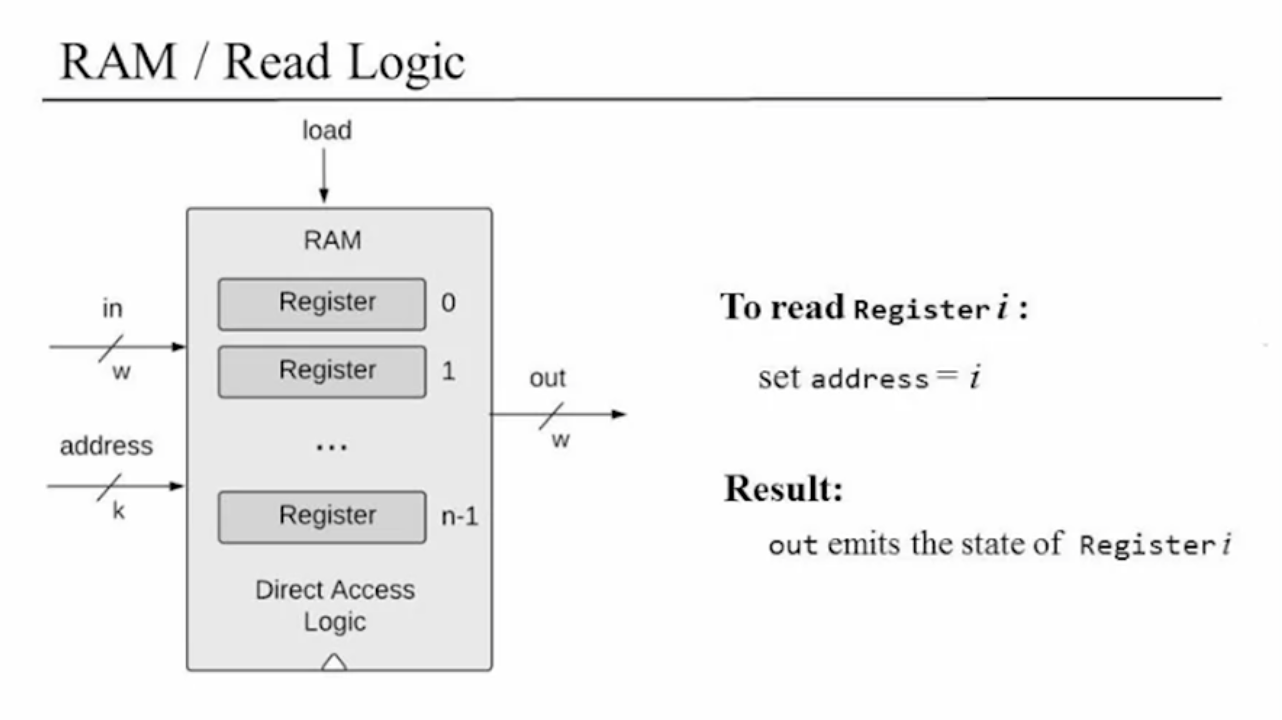 RAM / Read Logic
load
RAM
Register 0
in
w
Register 1
out
w
address
k
...
Register n-1
Direct Access
Logic
To read Register i :
set address = i
Result:
out emits the state of Register i